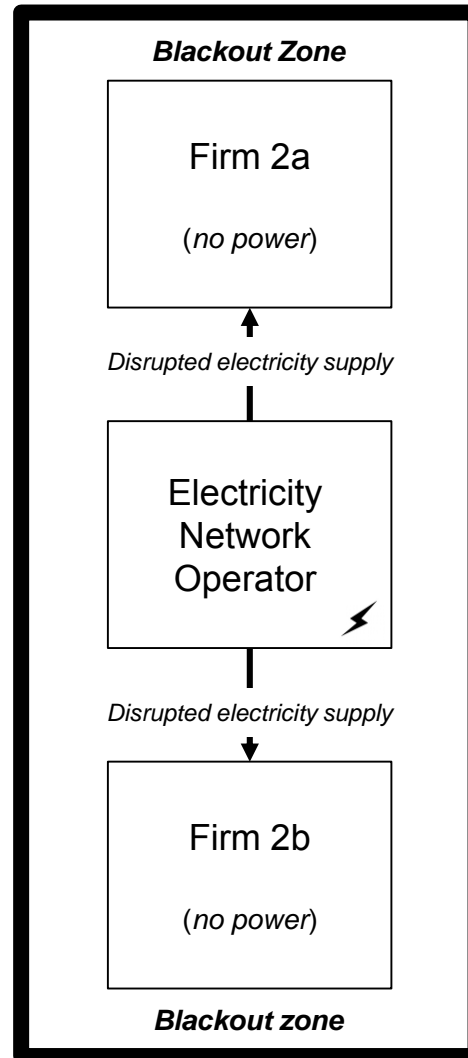 Blackout Zone
Firm 2a
(no power)
Disrupted electricity supply
Electricity
Network
Operator
Disrupted electricity supply
Firm 2b
(no power)
Blackout zone